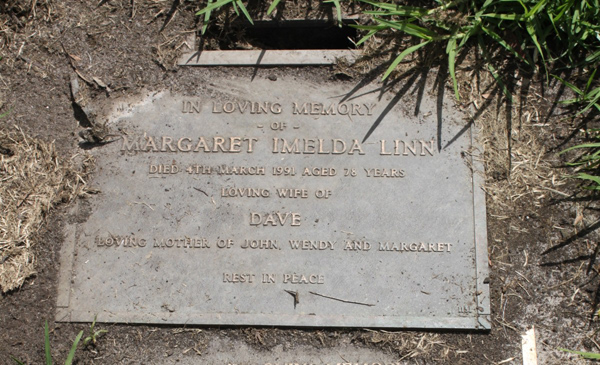 IN LOVING MEMORY
- OF -
MARGARET IMELDA LINN
DIED 4TH MARCH 1991 AGED 78 YEARS
LOVING WIFE OF
DAVE
LOVING MOTHER OF JOHN, WENDY AND MARGARET
REST IN PEACE